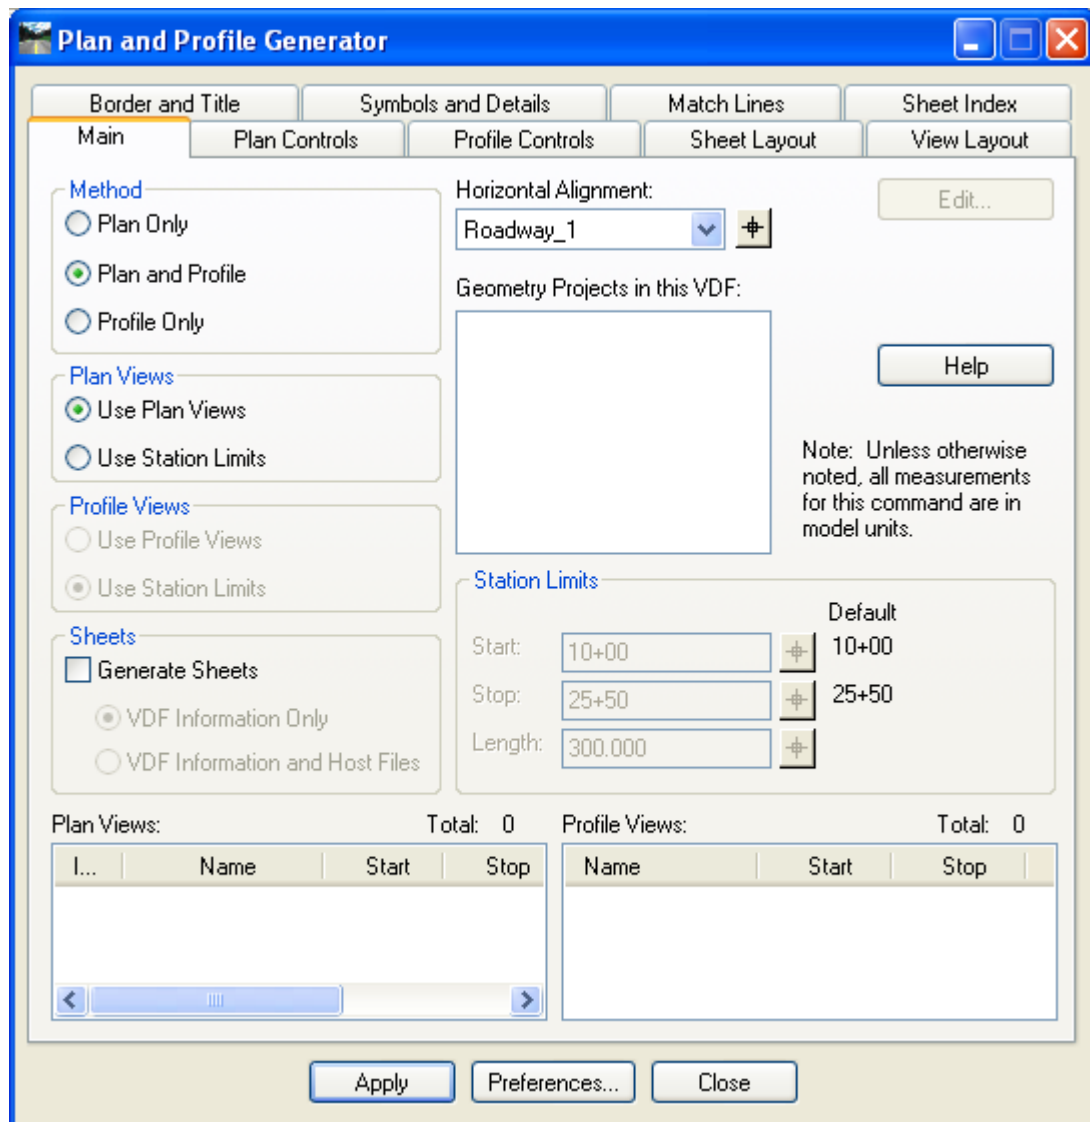 Plan and Profile Generator
Border and Title Symbols and Details Match Lines Sheet Index
Main Plan Controls Profile Controls Sheet Layout View Layout
Method
Plan Only
Plan and Profile
Profile Only
Horizontal Alignment:
Roadway_1
Edit...
Geometry Projects in this VDF:
Help
Plan Views
Use Plan Views
Use Station Limits
Note: Unless otherwise
noted, all measurements
for this command are in
model units.
Profile Views
Use Profile Views
Use Station Limits
Station Limits
Default
Start: 10+00 10+00
Stop: 25+50 25+50
Length: 300.000
Sheets
Generate Sheets
VDF Information Only
VDF Information and Host Files
Plan Views: Total: 0
I... Name Start Stop
Profile Views: Total: 0
Name Start Stop
Apply Preferences... Close